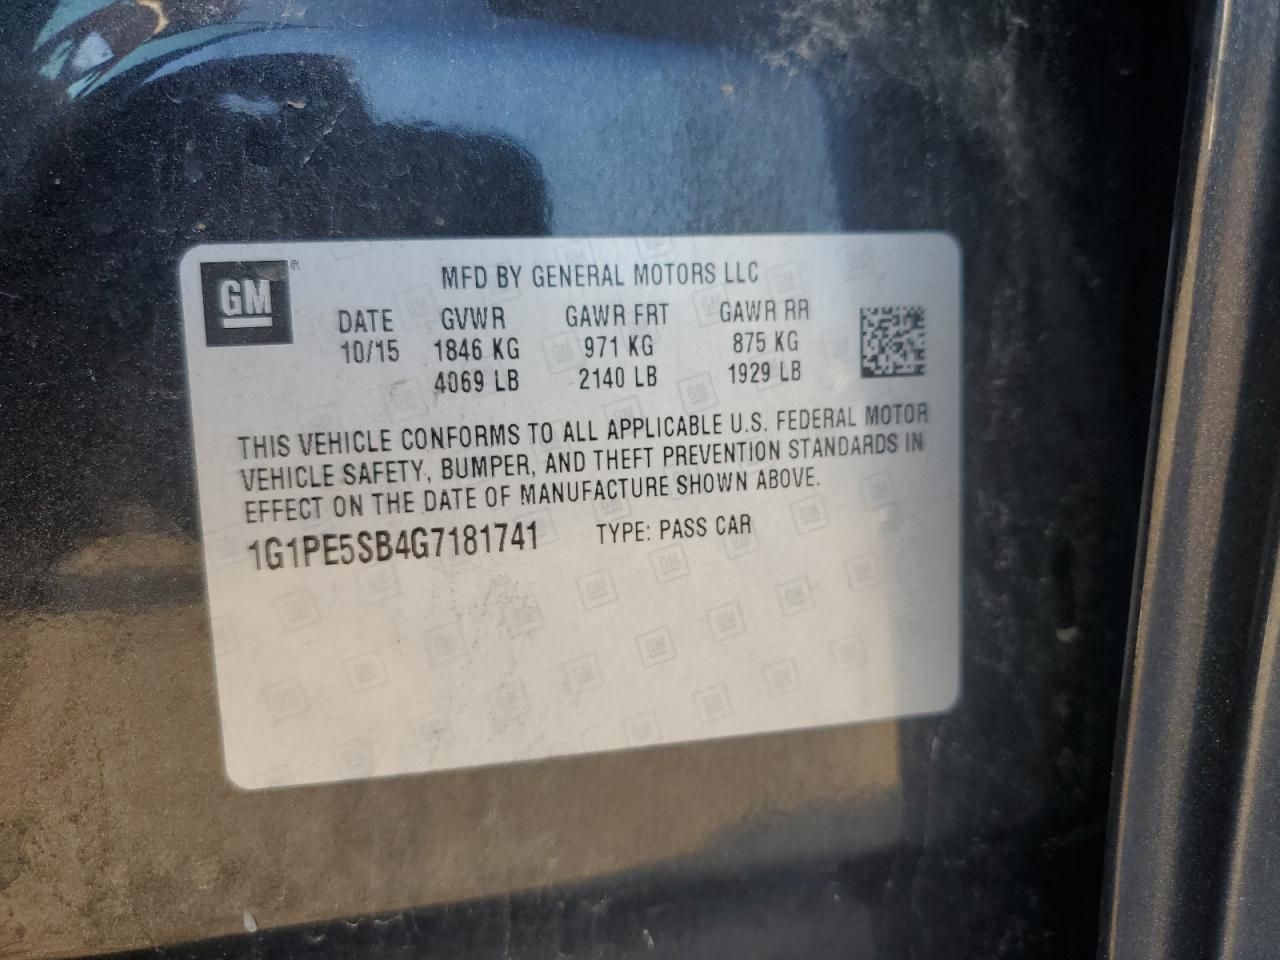 GM®
MFD BY GENERAL MOTORS LLC
DATE GVWR GAWR FRT GAWR RR
10/15 1846 KG 971 KG 875 KG
4069 LB 2140 LB 1929 LB
THIS VEHICLE CONFORMS TO ALL APPLICABLE U.S. FEDERAL MOTOR
VEHICLE SAFETY, BUMPER, AND THEFT PREVENTION STANDARDS IN
EFFECT ON THE DATE OF MANUFACTURE SHOWN ABOVE.
1G1PE5SB4G7181741 TYPE: PASS CAR